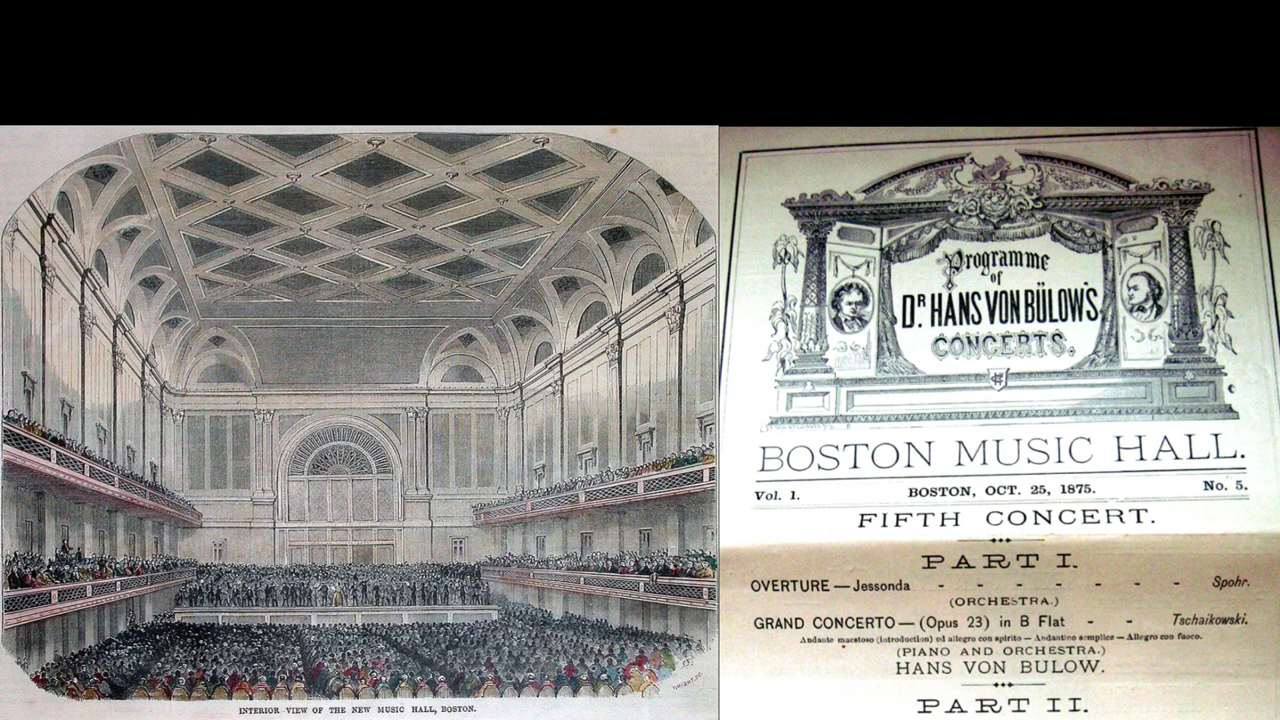 INTERIOR VIEW OF THE NEW MUSIC HALL, BOSTON.
WRIGHT, SC.
Programme
of
DR. HANS VON BÜLOW'S
CONCERTS.
BOSTON MUSIC HALL.
Vol. 1. BOSTON, OCT. 25, 1875. No. 5.
FIFTH CONCERT.
PART I.
OVERTURE — Jessonda - - - - - - - Spohr.
(ORCHESTRA.)
GRAND CONCERTO — (Opus 23) in B Flat - - Tschaikowski.
Andante maestoso (Introduction) ed allegro con spirito — Andantino semplice — Allegro con fuoco.
(PIANO AND ORCHESTRA.)
HANS VON BULOW.
PART II.